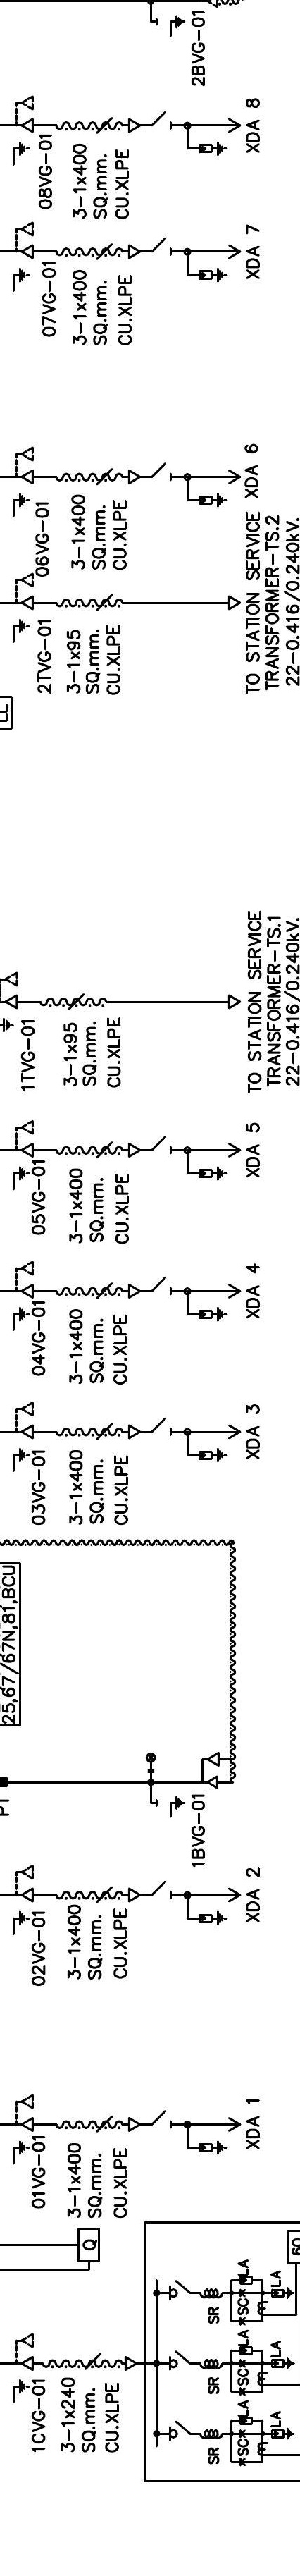 1CVG-01
3-1x240
SQ.mm.
CU.XLPE
SR
*SC*
LA
LA
SR
*SC*
LA
LA
SR
*SC*
LA
LA
60
Q
01VG-01
3-1x400
SQ.mm.
CU.XLPE
XDA 1
02VG-01
3-1x400
SQ.mm.
CU.XLPE
XDA 2
1BVG-01
25,67/67N,81,BCU
03VG-01
3-1x400
SQ.mm.
CU.XLPE
XDA 3
04VG-01
3-1x400
SQ.mm.
CU.XLPE
XDA 4
05VG-01
3-1x400
SQ.mm.
CU.XLPE
XDA 5
1TVG-01
3-1x95
SQ.mm.
CU.XLPE
TO STATION SERVICE
TRANSFORMER-TS.1
22-0.416/0.240kV.
2TVG-01
3-1x95
SQ.mm.
CU.XLPE
TO STATION SERVICE
TRANSFORMER-TS.2
22-0.416/0.240kV.
06VG-01
3-1x400
SQ.mm.
CU.XLPE
XDA 6
07VG-01
3-1x400
SQ.mm.
CU.XLPE
XDA 7
08VG-01
3-1x400
SQ.mm.
CU.XLPE
XDA 8
2BVG-01